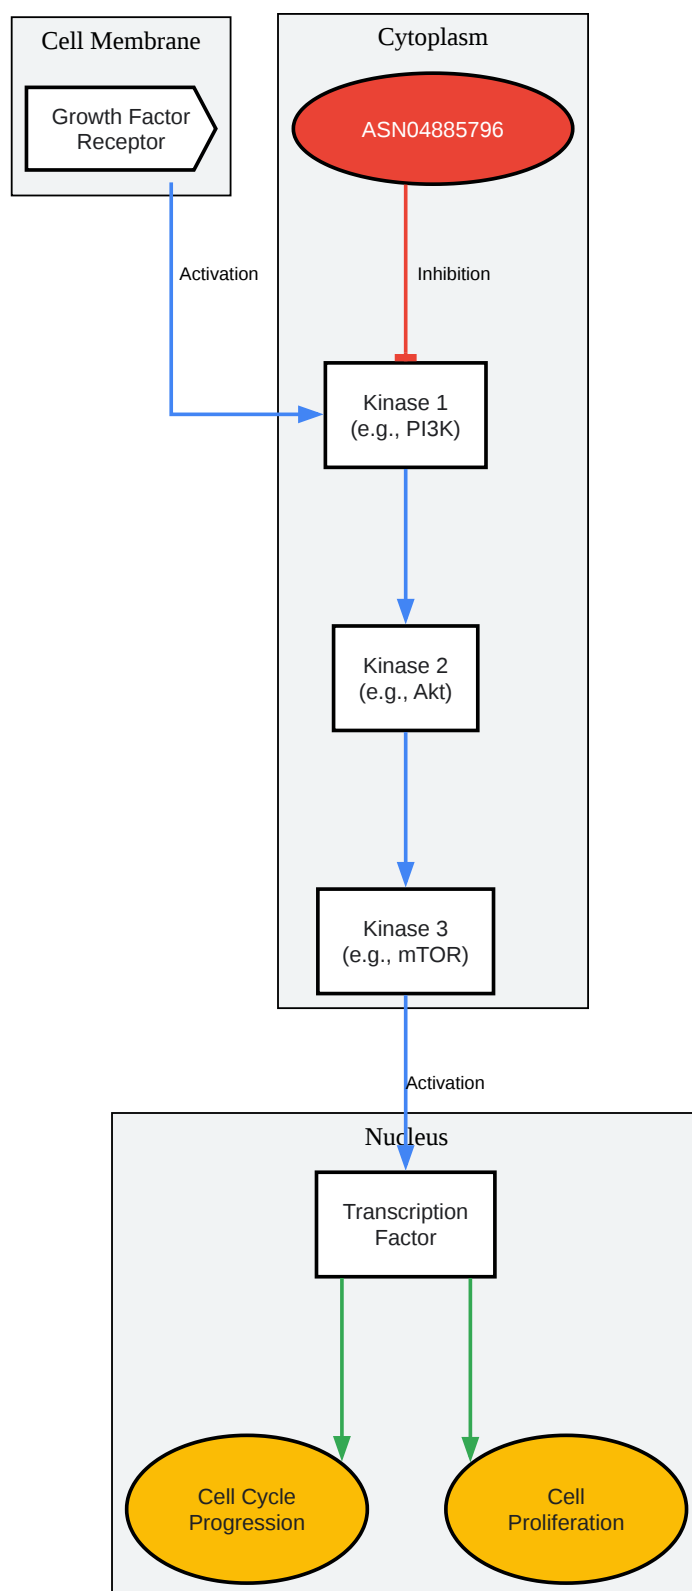 Cell Membrane
Growth Factor
Receptor
Cytoplasm
ASN04885796
Activation
Inhibition
Kinase 1
(e.g., PI3K)
Kinase 2
(e.g., Akt)
Kinase 3
(e.g., mTOR)
Activation
Nucleus
Transcription
Factor
Cell Cycle
Progression
Cell
Proliferation